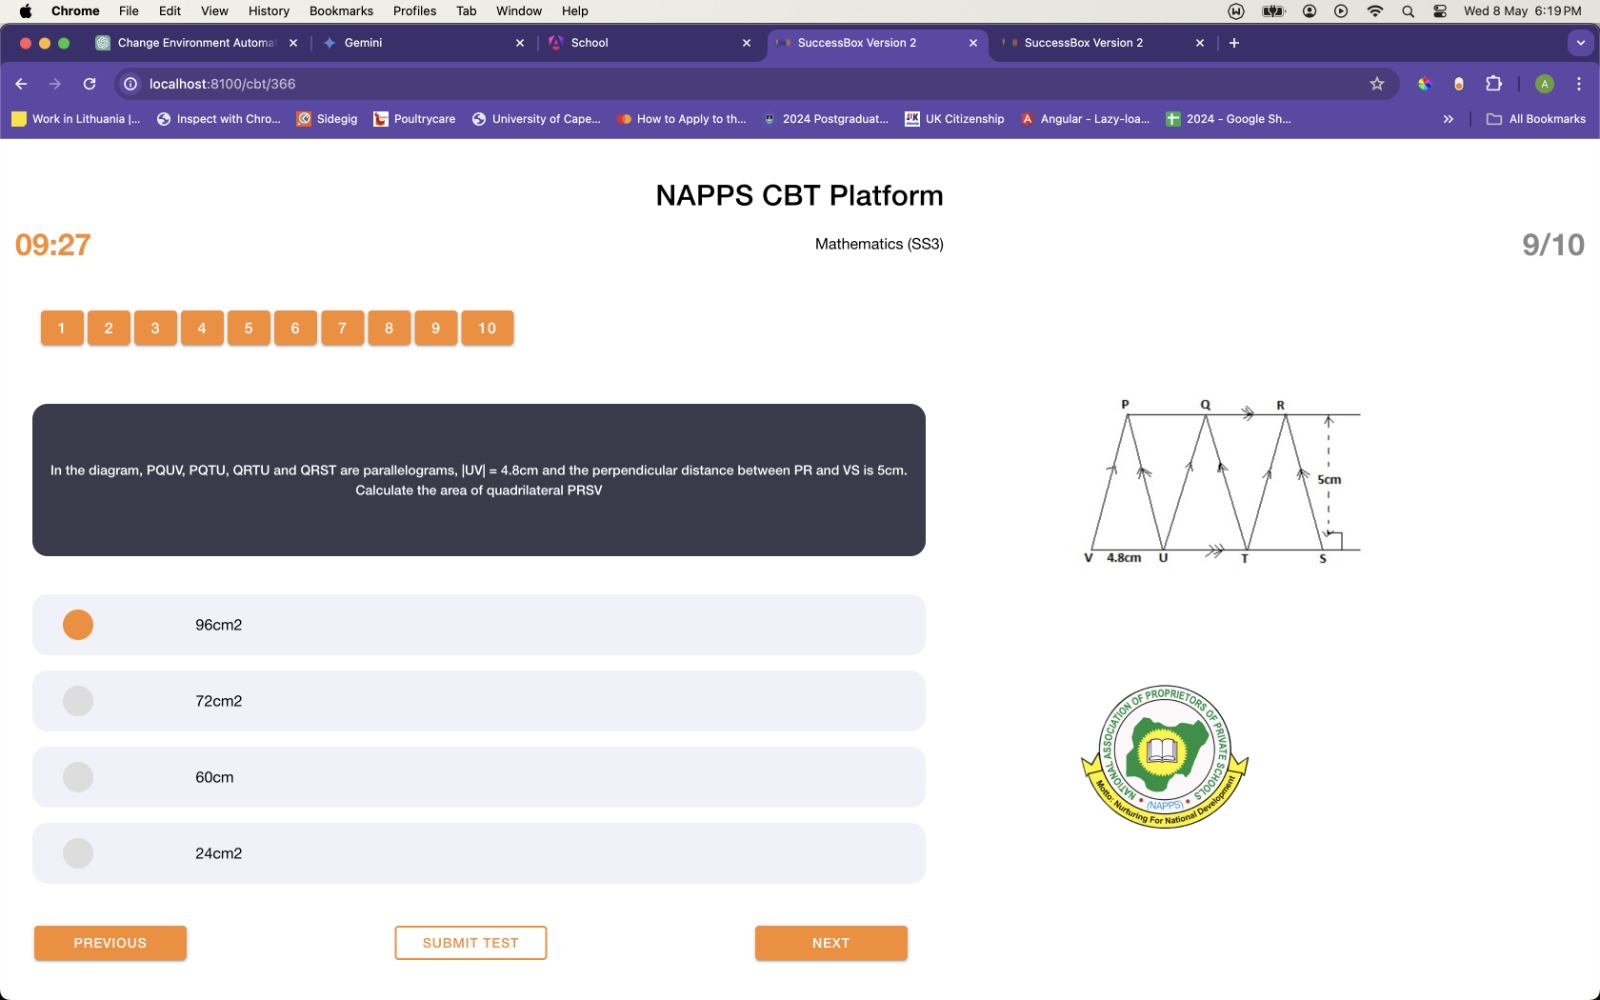 Chrome File Edit View History Bookmarks Profiles Tab Window Help Wed 8 May 6:19 PM
Change Environment Automa Gemini School SuccessBox Version 2 SuccessBox Version 2
localhost:8100/cbt/366 A
Work in Lithuania |... Inspect with Chro... Sidegig Poultrycare University of Cape... How to Apply to th... 2024 Postgraduat... UK Citizenship Angular - Lazy-loa... 2024 - Google Sh... All Bookmarks
NAPPS CBT Platform
09:27 Mathematics (SS3) 9/10
1 2 3 4 5 6 7 8 9 10
In the diagram, PQUV, PQTU, QRTU and QRST are parallelograms, |UV| = 4.8cm and the perpendicular distance between PR and VS is 5cm.
Calculate the area of quadrilateral PRSV
P Q R
5cm
V 4.8cm U T S
96cm2
72cm2
60cm
24cm2
NATIONAL ASSOCIATION OF PROPRIETORS OF PRIVATE SCHOOLS
(NAPPS)
Motto: Nurturing For National Development
PREVIOUS SUBMIT TEST NEXT